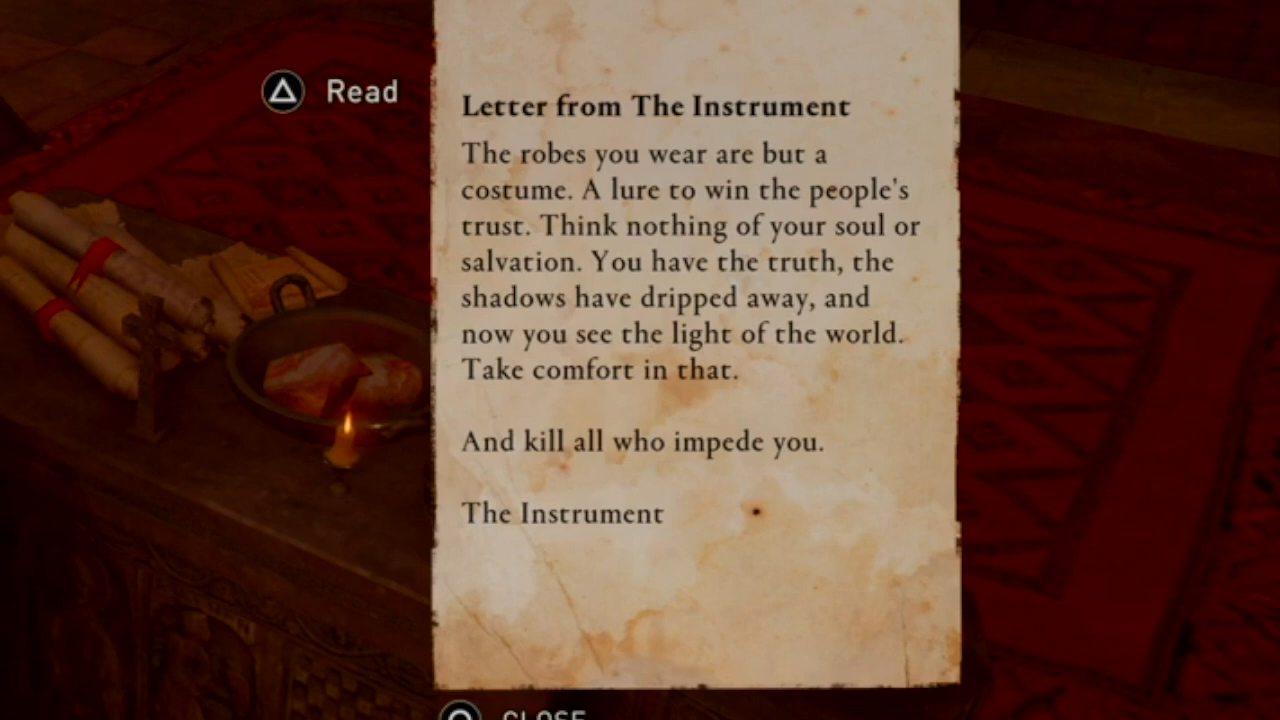 Read
Letter from The Instrument
The robes you wear are but a
costume. A lure to win the people's
trust. Think nothing of your soul or
salvation. You have the truth, the
shadows have dripped away, and
now you see the light of the world.
Take comfort in that.
And kill all who impede you.
The Instrument
CLOSE